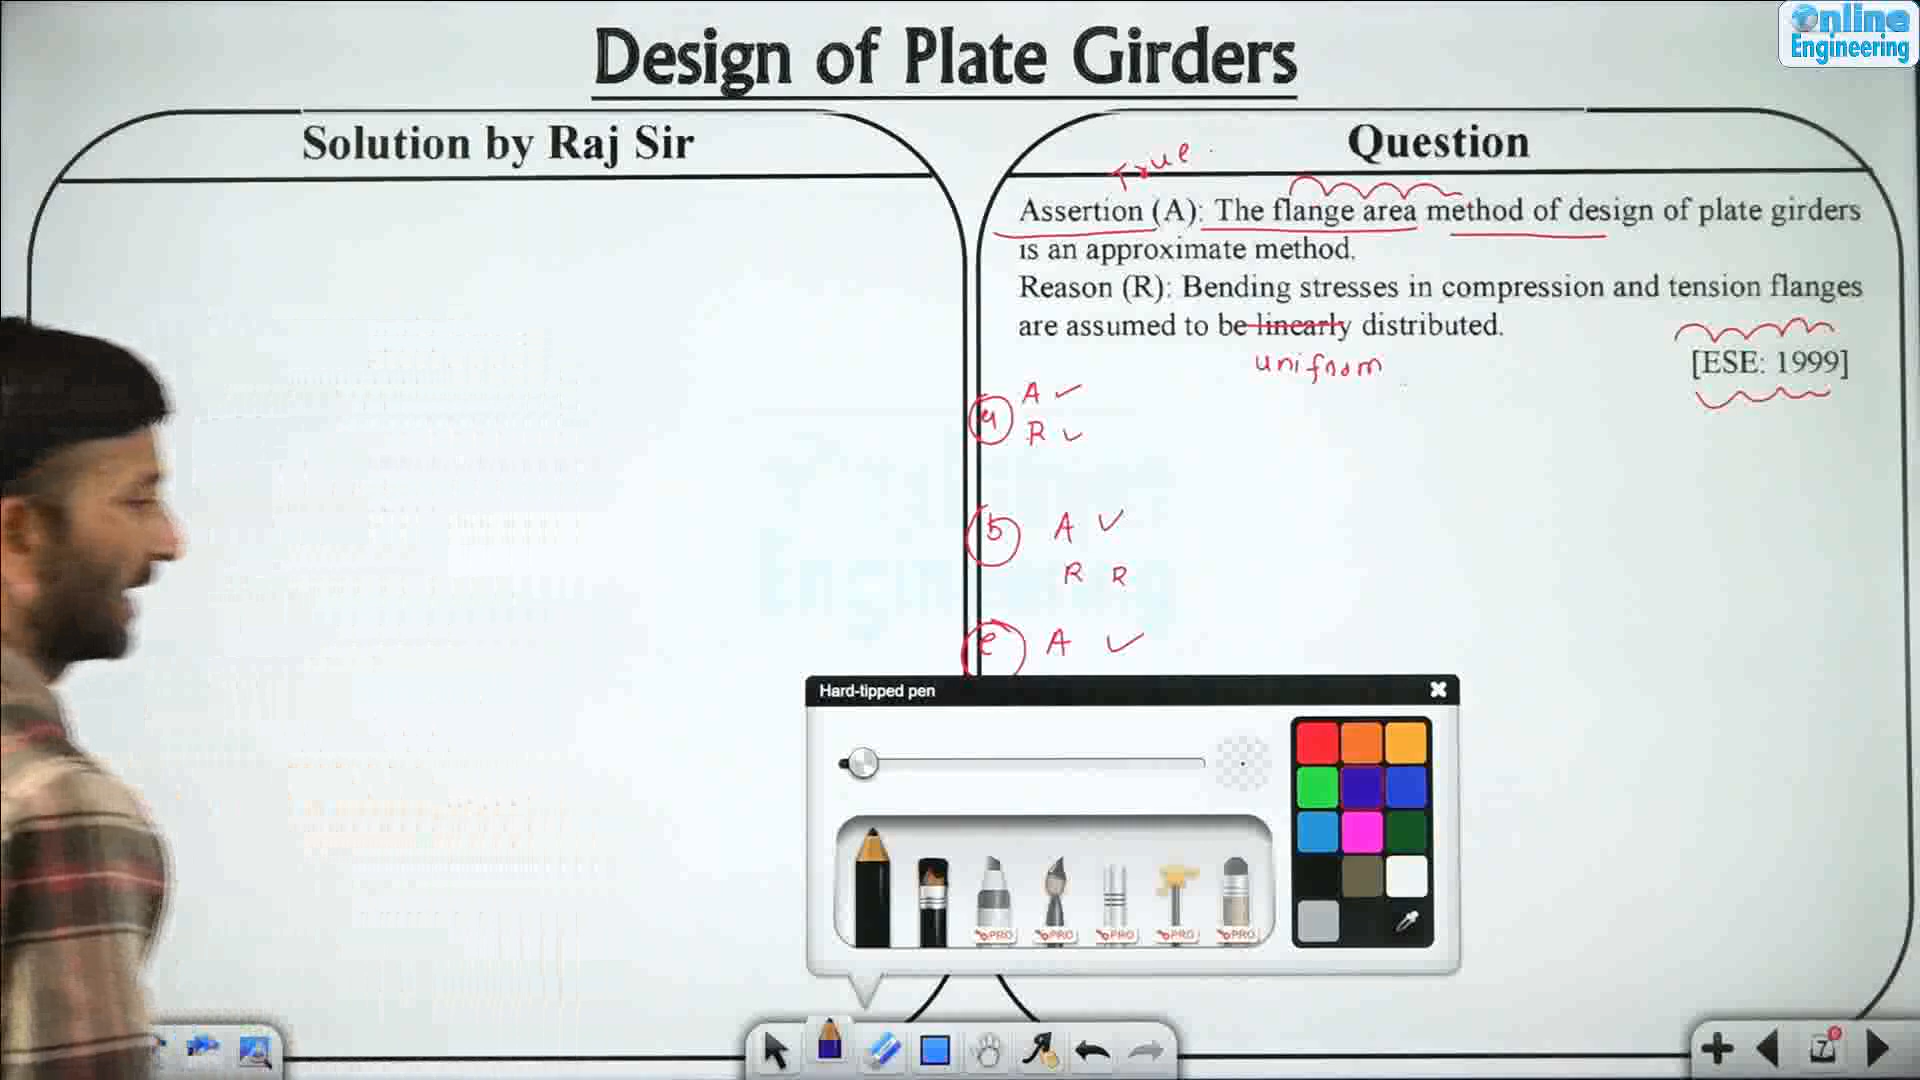 Online
Engineering
Design of Plate Girders
Solution by Raj Sir
Question
True
Assertion (A): The flange area method of design of plate girders
is an approximate method.
Reason (R): Bending stresses in compression and tension flanges
are assumed to be linearly distributed.
uniform
[ESE: 1999]
a A ✓
R ✓
b A ✓
R R
c A ✓
Engineering
Hard-tipped pen
PRO PRO PRO PRO PRO
7